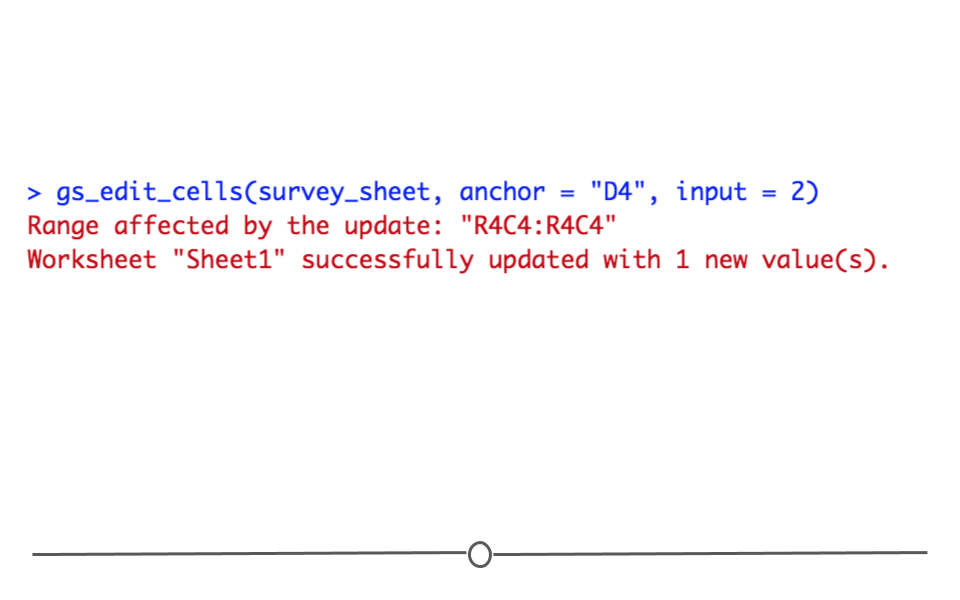 > gs_edit_cells(survey_sheet, anchor = "D4", input = 2)
Range affected by the update: "R4C4:R4C4"
Worksheet "Sheet1" successfully updated with 1 new value(s).